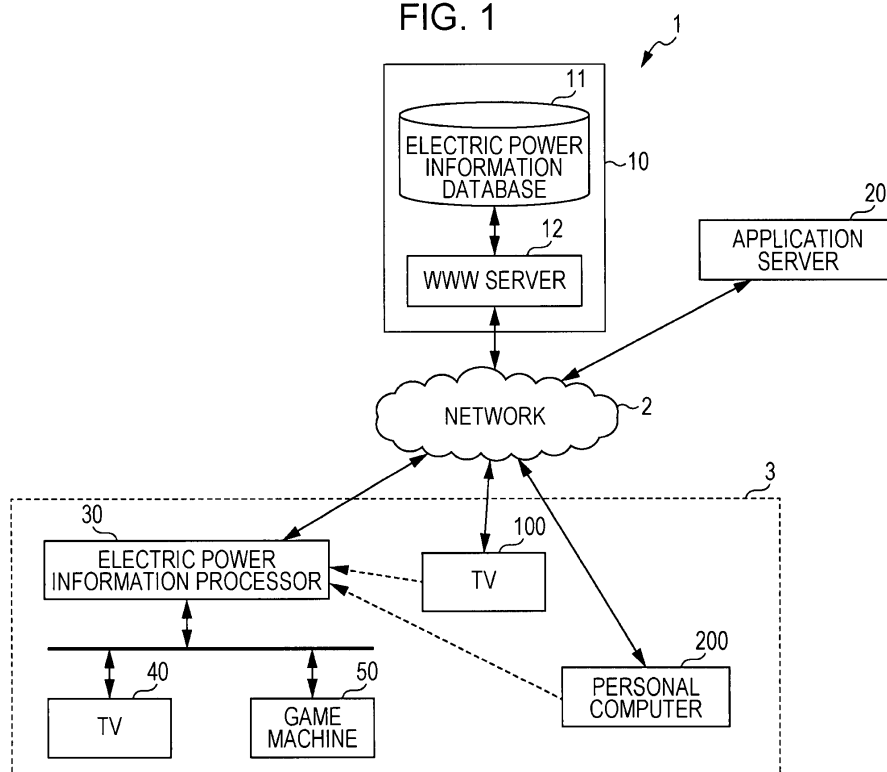 FIG. 1
1
11
ELECTRIC POWER
INFORMATION
DATABASE
10
12
WWW SERVER
20
APPLICATION
SERVER
NETWORK
2
3
30
ELECTRIC POWER
INFORMATION PROCESSOR
100
TV
200
PERSONAL
COMPUTER
40
TV
50
GAME
MACHINE